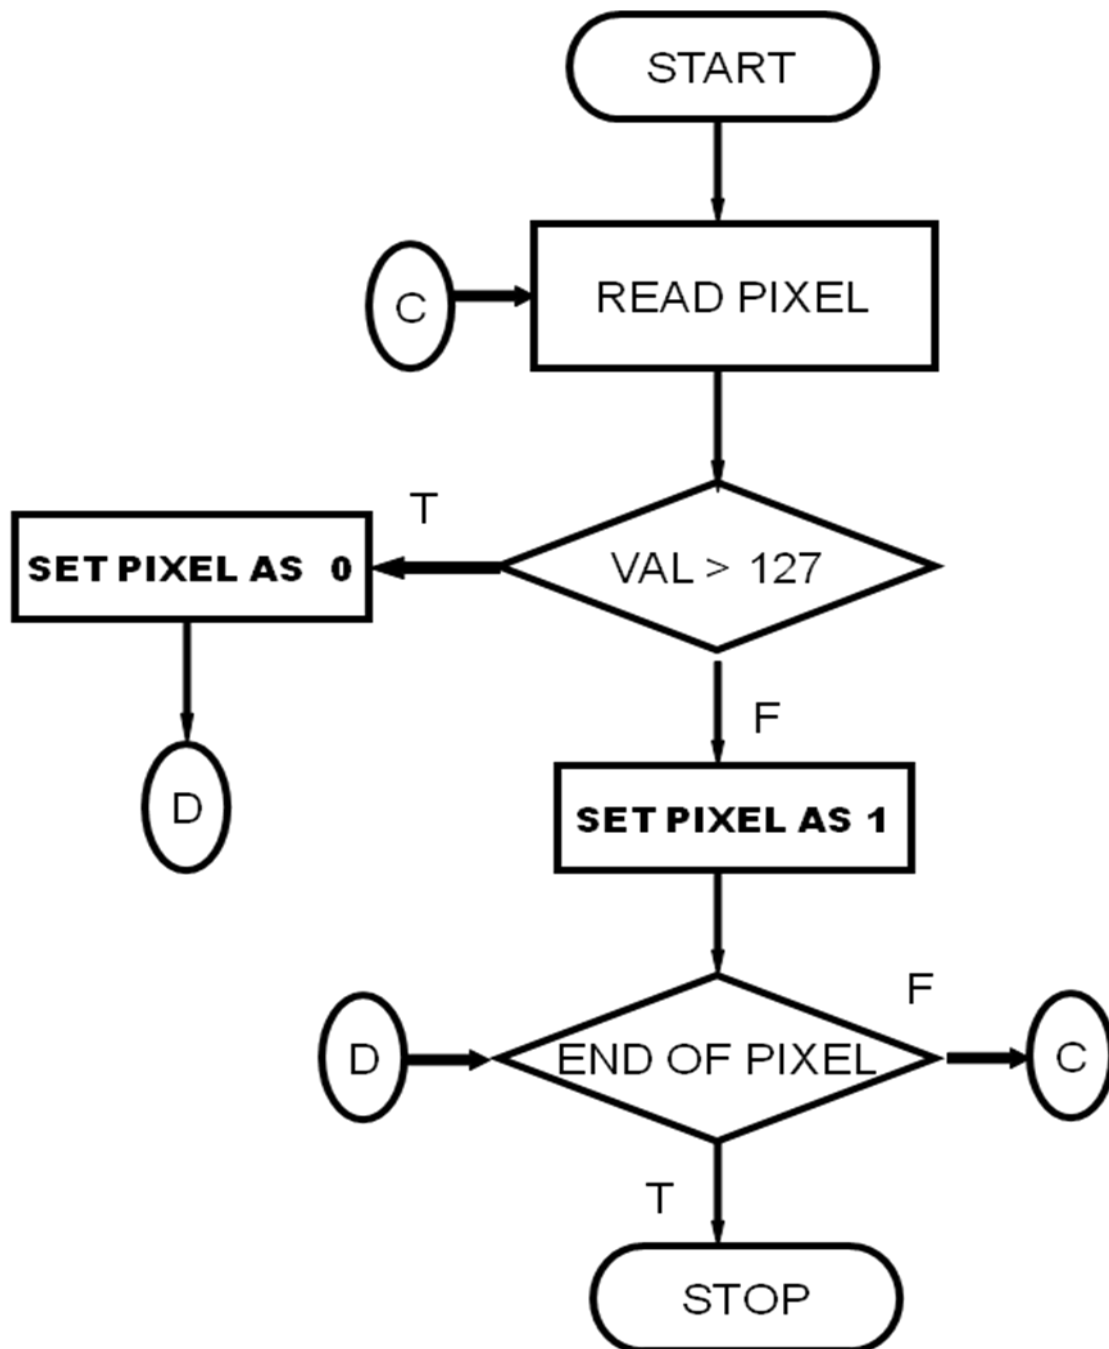 START
C
READ PIXEL
T
SET PIXEL AS 0
VAL > 127
F
D
SET PIXEL AS 1
F
D
END OF PIXEL
C
T
STOP